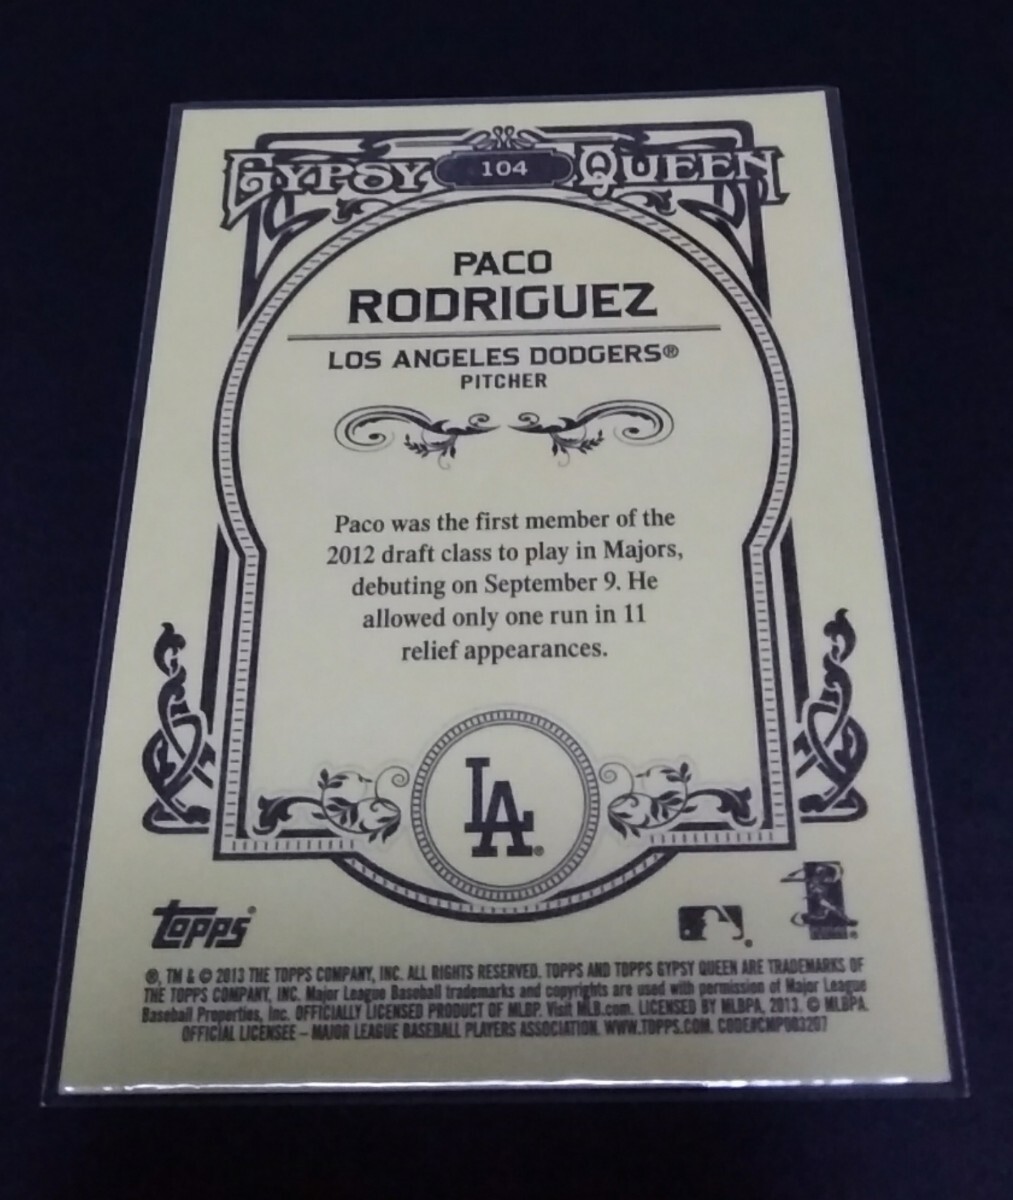 GYPSY 104 QUEEN
PACO
RODRIGUEZ
LOS ANGELES DODGERS®
PITCHER
Paco was the first member of the
2012 draft class to play in Majors,
debuting on September 9. He
allowed only one run in 11
relief appearances.
LA®
topps®
®, TM & © 2013 THE TOPPS COMPANY, INC. ALL RIGHTS RESERVED. TOPPS AND TOPPS GYPSY QUEEN ARE TRADEMARKS OF
THE TOPPS COMPANY, INC. Major League Baseball trademarks and copyrights are used with permission of Major League
Baseball Properties, Inc. OFFICIALLY LICENSED PRODUCT OF MLBP. Visit MLB.com. LICENSED BY MLBPA, 2013. © MLBPA.
OFFICIAL LICENSEE – MAJOR LEAGUE BASEBALL PLAYERS ASSOCIATION. WWW.TOPPS.COM. CODE#CMP003207